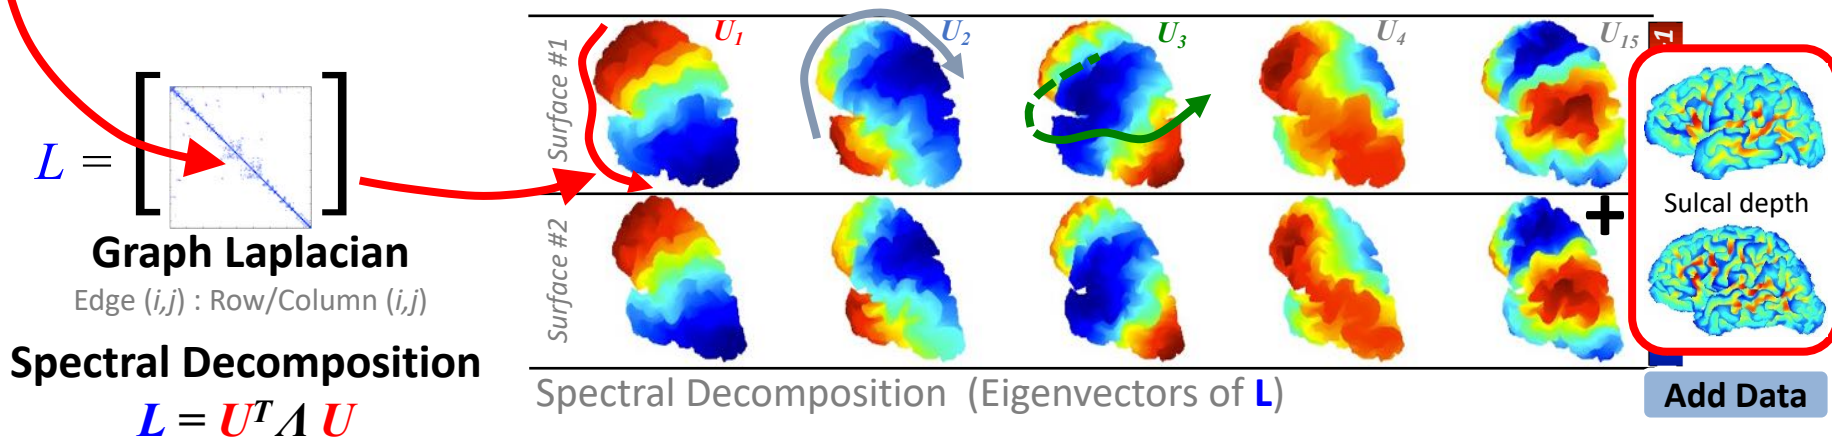 L =
Graph Laplacian
Edge (i,j) : Row/Column (i,j)
Spectral Decomposition
L = Uᵀ Λ U
Surface #1
U₁
U₂
U₃
U₄
U₁₅
Surface #2
+
Sulcal depth
Spectral Decomposition (Eigenvectors of L)
Add Data